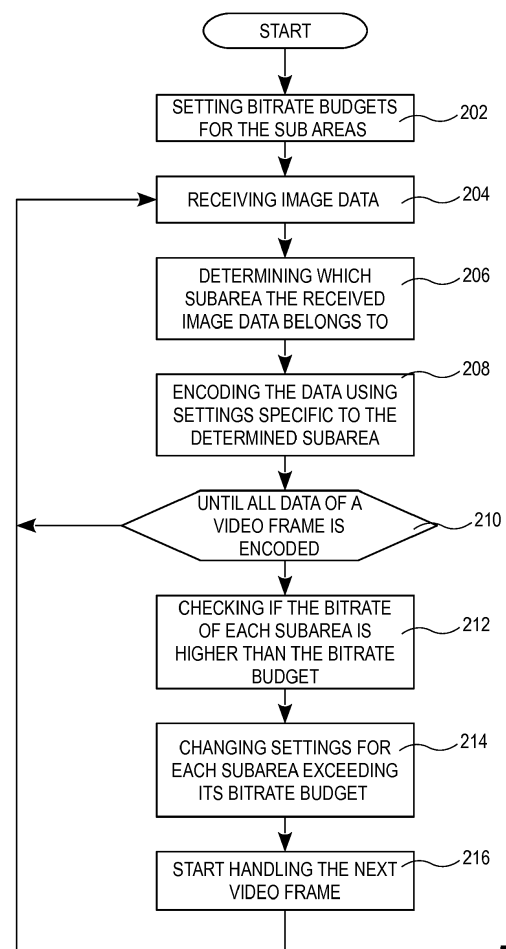 START
SETTING BITRATE BUDGETS
FOR THE SUB AREAS
202
RECEIVING IMAGE DATA
204
DETERMINING WHICH
SUBAREA THE RECEIVED
IMAGE DATA BELONGS TO
206
ENCODING THE DATA USING
SETTINGS SPECIFIC TO THE
DETERMINED SUBAREA
208
UNTIL ALL DATA OF A
VIDEO FRAME IS
ENCODED
210
CHECKING IF THE BITRATE
OF EACH SUBAREA IS
HIGHER THAN THE BITRATE
BUDGET
212
CHANGING SETTINGS FOR
EACH SUBAREA EXCEEDING
ITS BITRATE BUDGET
214
START HANDLING THE NEXT
VIDEO FRAME
216